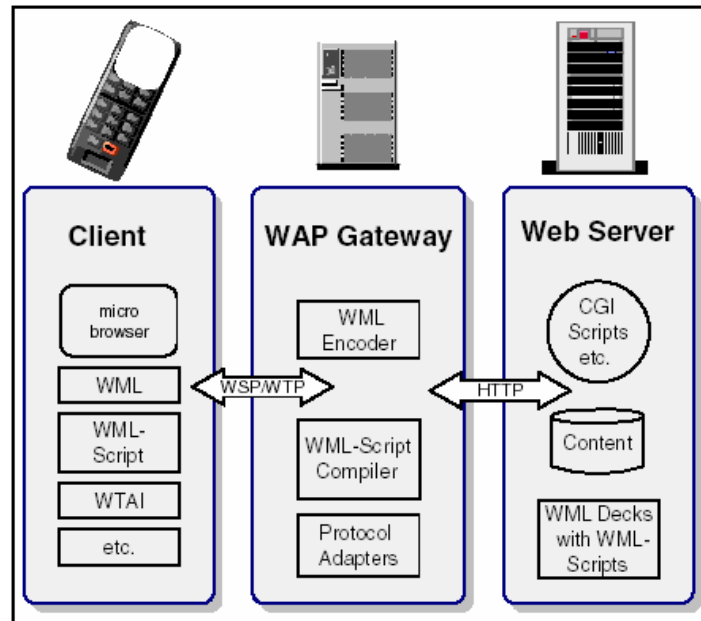 Client
micro
browser
WML
WML-
Script
WTAI
etc.
WSP/WTP
WAP Gateway
WML
Encoder
WML-Script
Compiler
Protocol
Adapters
HTTP
Web Server
CGI
Scripts
etc.
Content
WML Decks
with WML-
Scripts